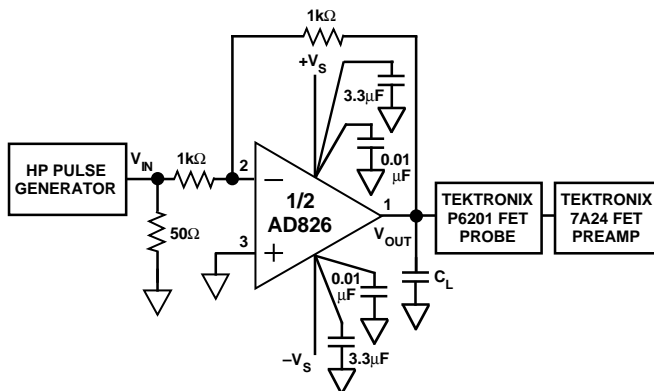 1kΩ
+VS
3.3μF
HP PULSE
GENERATOR
VIN
1kΩ
2
0.01
μF
1/2
AD826
1
VOUT
TEKTRONIX
P6201 FET
PROBE
TEKTRONIX
7A24 FET
PREAMP
50Ω
3
0.01
μF
CL
–VS
3.3μF